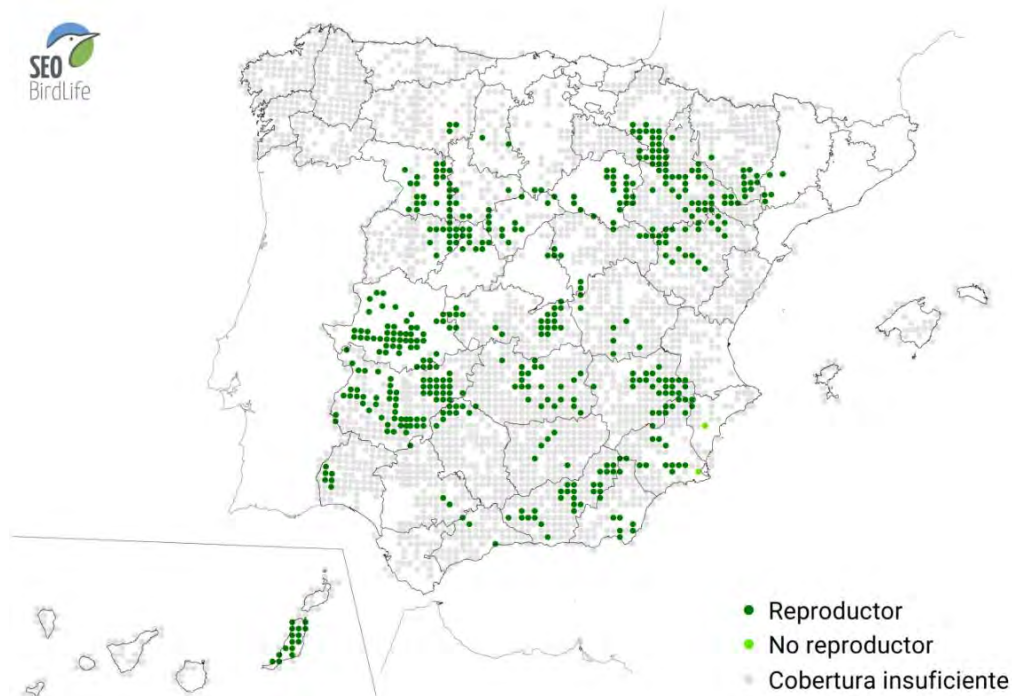 SEO
BirdLife
Reproductor
No reproductor
Cobertura insuficiente